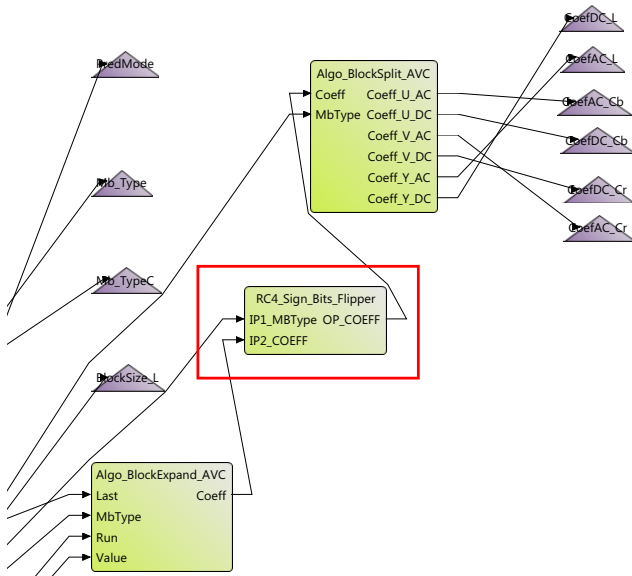 CoefDC_L
PredMode
CoefAC_L
Algo_BlockSplit_AVC
Coeff Coeff_U_AC
MbType Coeff_U_DC
Coeff_V_AC
Coeff_V_DC
Coeff_Y_AC
Coeff_Y_DC
CoefAC_Cb
CoefDC_Cb
CoefDC_Cr
CoefAC_Cr
Mb_Type
Mb_TypeC
RC4_Sign_Bits_Flipper
IP1_MBType OP_COEFF
IP2_COEFF
BlockSize_L
Algo_BlockExpand_AVC
Last Coeff
MbType
Run
Value